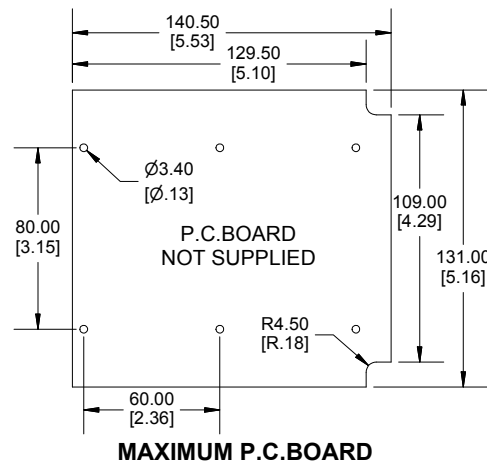 140.50
[5.53]
129.50
[5.10]
Ø3.40
[Ø.13]
80.00
[3.15]
P.C.BOARD
NOT SUPPLIED
109.00
[4.29]
131.00
[5.16]
R4.50
[R.18]
60.00
[2.36]
MAXIMUM P.C.BOARD